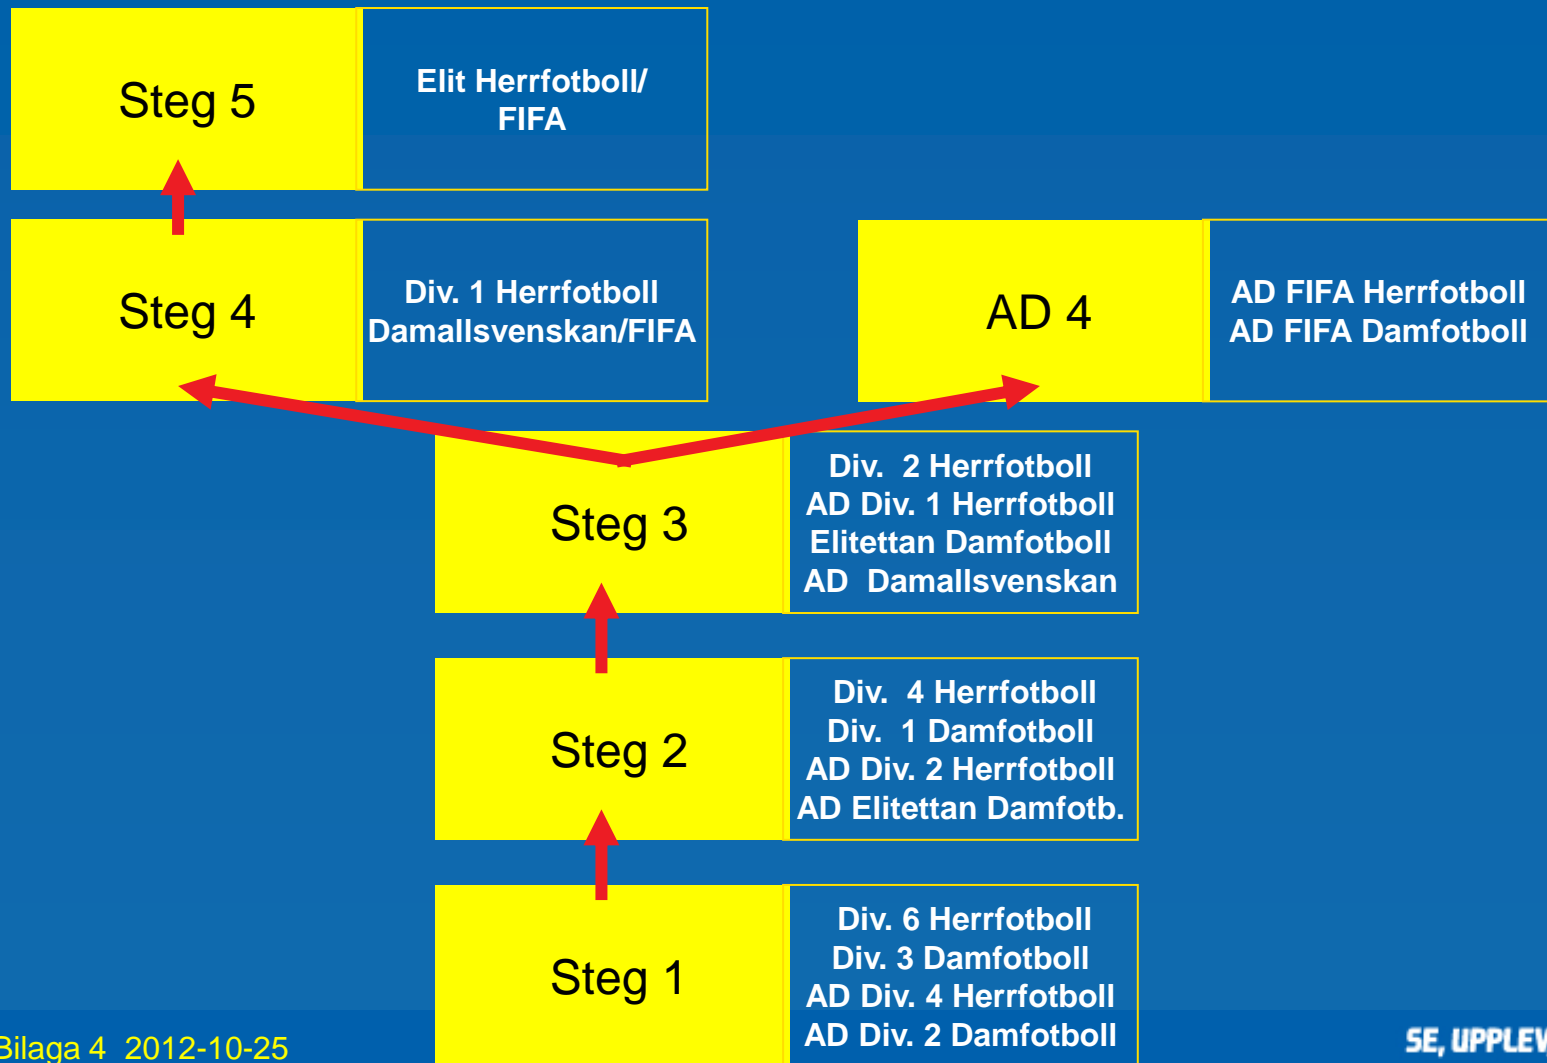 Steg 5
Elit Herrfotboll/
FIFA
Steg 4
Div. 1 Herrfotboll
Damallsvenskan/FIFA
AD 4
AD FIFA Herrfotboll
AD FIFA Damfotboll
Steg 3
Div. 2 Herrfotboll
AD Div. 1 Herrfotboll
Elitettan Damfotboll
AD Damallsvenskan
Steg 2
Div. 4 Herrfotboll
Div. 1 Damfotboll
AD Div. 2 Herrfotboll
AD Elitettan Damfotb.
Steg 1
Div. 6 Herrfotboll
Div. 3 Damfotboll
AD Div. 4 Herrfotboll
AD Div. 2 Damfotboll
Bilaga 4 2012-10-25
SE, UPPLEV